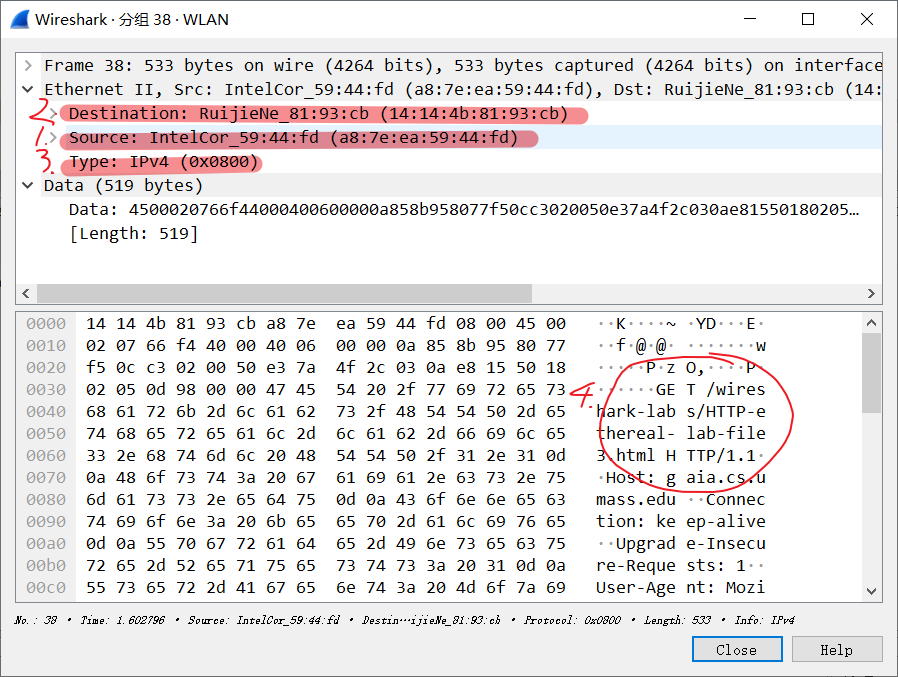 Wireshark · 分组 38 · WLAN
Frame 38: 533 bytes on wire (4264 bits), 533 bytes captured (4264 bits) on interface
Ethernet II, Src: IntelCor_59:44:fd (a8:7e:ea:59:44:fd), Dst: RuijieNe_81:93:cb (14:
2. Destination: RuijieNe_81:93:cb (14:14:4b:81:93:cb)
1. Source: IntelCor_59:44:fd (a8:7e:ea:59:44:fd)
3. Type: IPv4 (0x0800)
Data (519 bytes)
Data: 4500020766f44000400600000a858b958077f50cc3020050e37a4f2c030ae81550180205…
[Length: 519]
0000 14 14 4b 81 93 cb a8 7e ea 59 44 fd 08 00 45 00 ··K····~ ·YD···E·
0010 02 07 66 f4 40 00 40 06 00 00 0a 85 8b 95 80 77 ··f·@·@· ·······w
0020 f5 0c c3 02 00 50 e3 7a 4f 2c 03 0a e8 15 50 18 ·····P·z O,····P·
0030 02 05 0d 98 00 00 47 45 54 20 2f 77 69 72 65 73 4. ······GE T /wires
0040 68 61 72 6b 2d 6c 61 62 73 2f 48 54 54 50 2d 65 hark-lab s/HTTP-e
0050 74 68 65 72 65 61 6c 2d 6c 61 62 2d 66 69 6c 65 thereal- lab-file
0060 33 2e 68 74 6d 6c 20 48 54 54 50 2f 31 2e 31 0d 3.html H TTP/1.1·
0070 0a 48 6f 73 74 3a 20 67 61 69 61 2e 63 73 2e 75 ·Host: g aia.cs.u
0080 6d 61 73 73 2e 65 64 75 0d 0a 43 6f 6e 6e 65 63 mass.edu ··Connec
0090 74 69 6f 6e 3a 20 6b 65 65 70 2d 61 6c 69 76 65 tion: ke ep-alive
00a0 0d 0a 55 70 67 72 61 64 65 2d 49 6e 73 65 63 75 ··Upgrad e-Insecu
00b0 72 65 2d 52 65 71 75 65 73 74 73 3a 20 31 0d 0a re-Reque sts: 1··
00c0 55 73 65 72 2d 41 67 65 6e 74 3a 20 4d 6f 7a 69 User-Age nt: Mozi
No.: 38 · Time: 1.602796 · Source: IntelCor_59:44:fd · Destin…ijieNe_81:93:cb · Protocol: 0x0800 · Length: 533 · Info: IPv4
Close Help